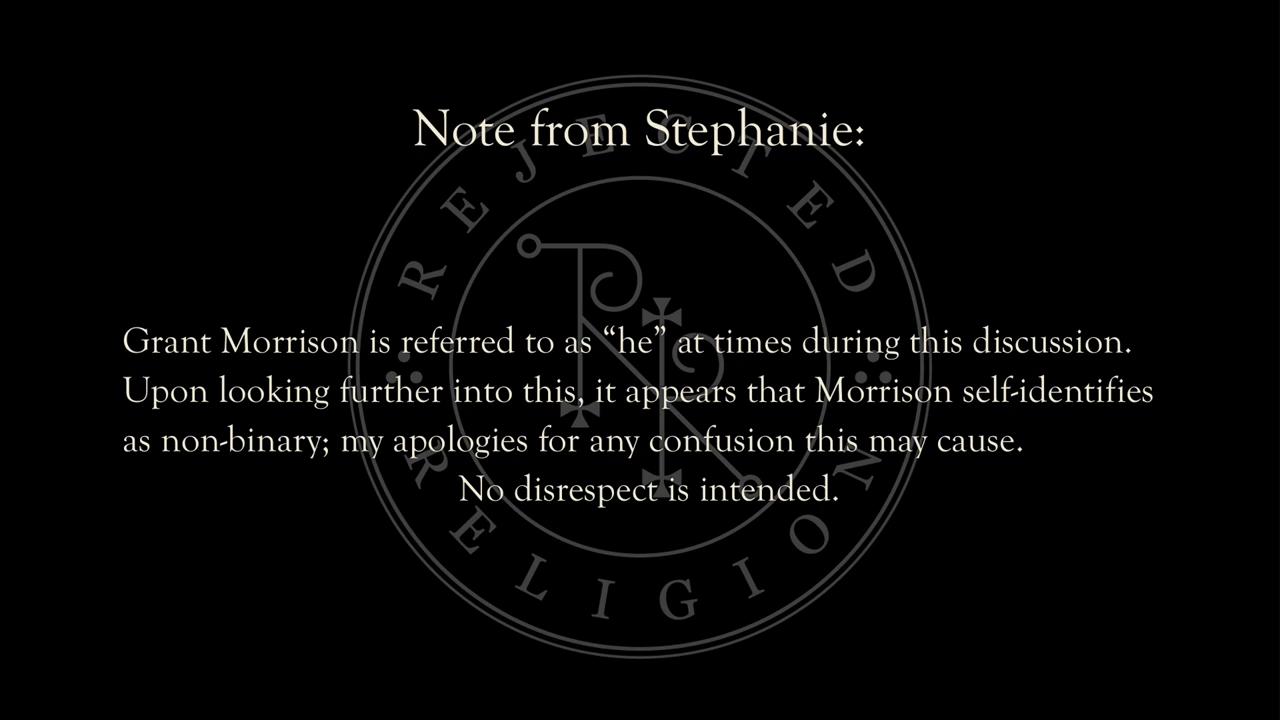 Note from Stephanie:
REJECTED
Grant Morrison is referred to as “he” at times during this discussion.
Upon looking further into this, it appears that Morrison self-identifies
as non-binary; my apologies for any confusion this may cause.
No disrespect is intended.
RELIGION